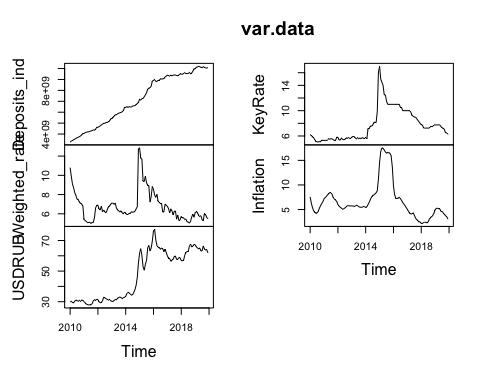 var.data
Deposits_ind
4e+09 8e+09
Weighted_rate
6 8 10
USDRUB
30 50 70
2010 2014 2018
Time
KeyRate
6 10 14
Inflation
5 10 15
2010 2014 2018
Time